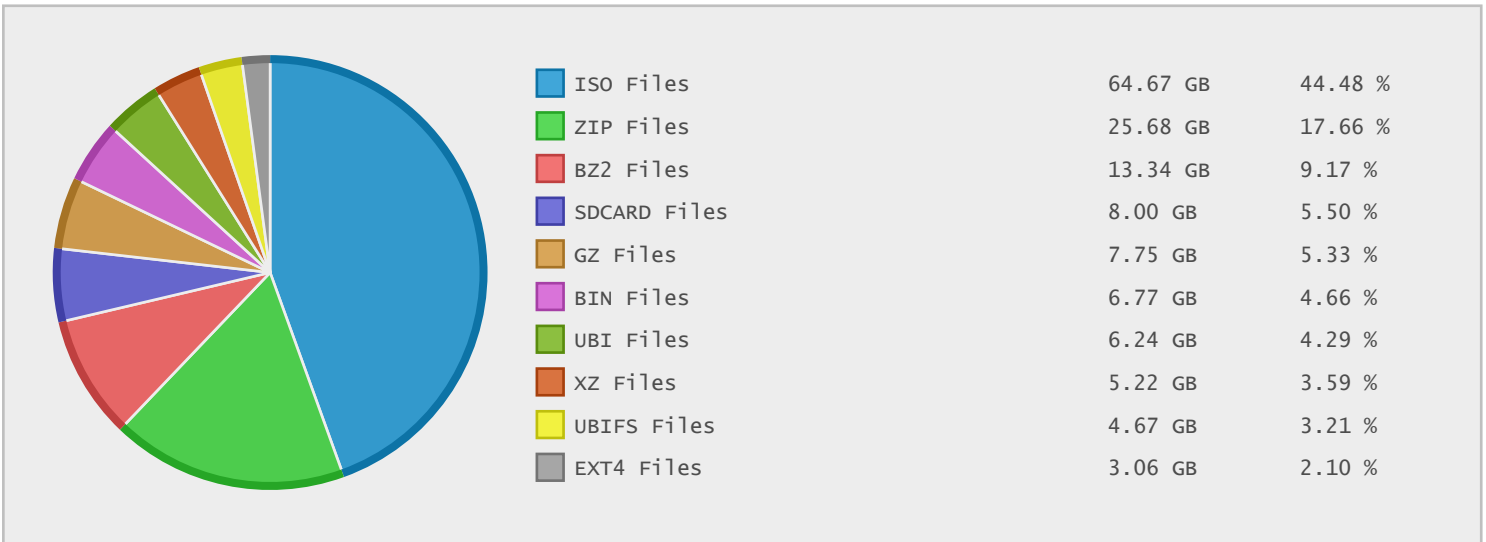 ISO Files 64.67 GB 44.48 %
ZIP Files 25.68 GB 17.66 %
BZ2 Files 13.34 GB 9.17 %
SDCARD Files 8.00 GB 5.50 %
GZ Files 7.75 GB 5.33 %
BIN Files 6.77 GB 4.66 %
UBI Files 6.24 GB 4.29 %
XZ Files 5.22 GB 3.59 %
UBIFS Files 4.67 GB 3.21 %
EXT4 Files 3.06 GB 2.10 %